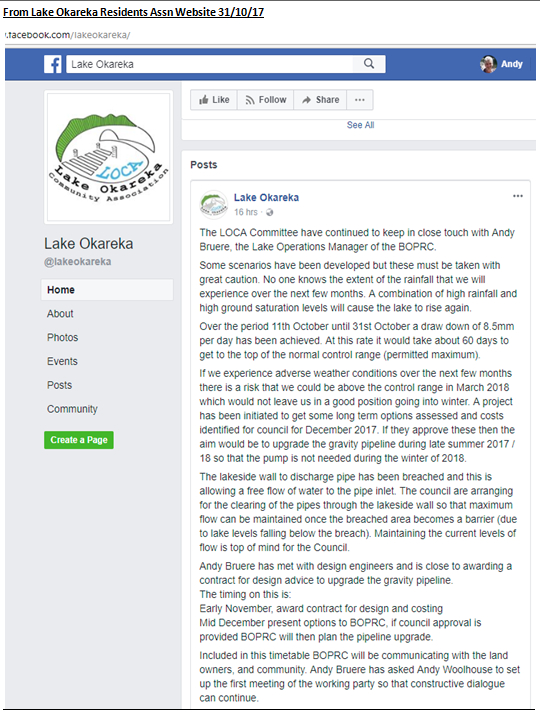 From Lake Okareka Residents Assn Website 31/10/17
.facebook.com/lakeokareka/
Lake Okareka
Andy
LOCA
Lake Okareka
Community Association
Like
Follow
Share
See All
Lake Okareka
@lakeokareka
Home
About
Photos
Events
Posts
Community
Create a Page
Posts
Lake Okareka
16 hrs
The LOCA Committee have continued to keep in close touch with Andy
Bruere, the Lake Operations Manager of the BOPRC.
Some scenarios have been developed but these must be taken with
great caution. No one knows the extent of the rainfall that we will
experience over the next few months. A combination of high rainfall and
high ground saturation levels will cause the lake to rise again.
Over the period 11th October until 31st October a draw down of 8.5mm
per day has been achieved. At this rate it would take about 60 days to
get to the top of the normal control range (permitted maximum).
If we experience adverse weather conditions over the next few months
there is a risk that we could be above the control range in March 2018
which would not leave us in a good position going into winter. A project
has been initiated to get some long term options assessed and costs
identified for council for December 2017. If they approve these then the
aim would be to upgrade the gravity pipeline during late summer 2017 /
18 so that the pump is not needed during the winter of 2018.
The lakeside wall to discharge pipe has been breached and this is
allowing a free flow of water to the pipe inlet. The council are arranging
for the clearing of the pipes through the lakeside wall so that maximum
flow can be maintained once the breached area becomes a barrier (due
to lake levels falling below the breach). Maintaining the current levels of
flow is top of mind for the Council.
Andy Bruere has met with design engineers and is close to awarding a
contract for design advice to upgrade the gravity pipeline.
The timing on this is:
Early November, award contract for design and costing
Mid December present options to BOPRC, if council approval is
provided BOPRC will then plan the pipeline upgrade.
Included in this timetable BOPRC will be communicating with the land
owners, and community. Andy Bruere has asked Andy Woolhouse to set
up the first meeting of the working party so that constructive dialogue
can continue.